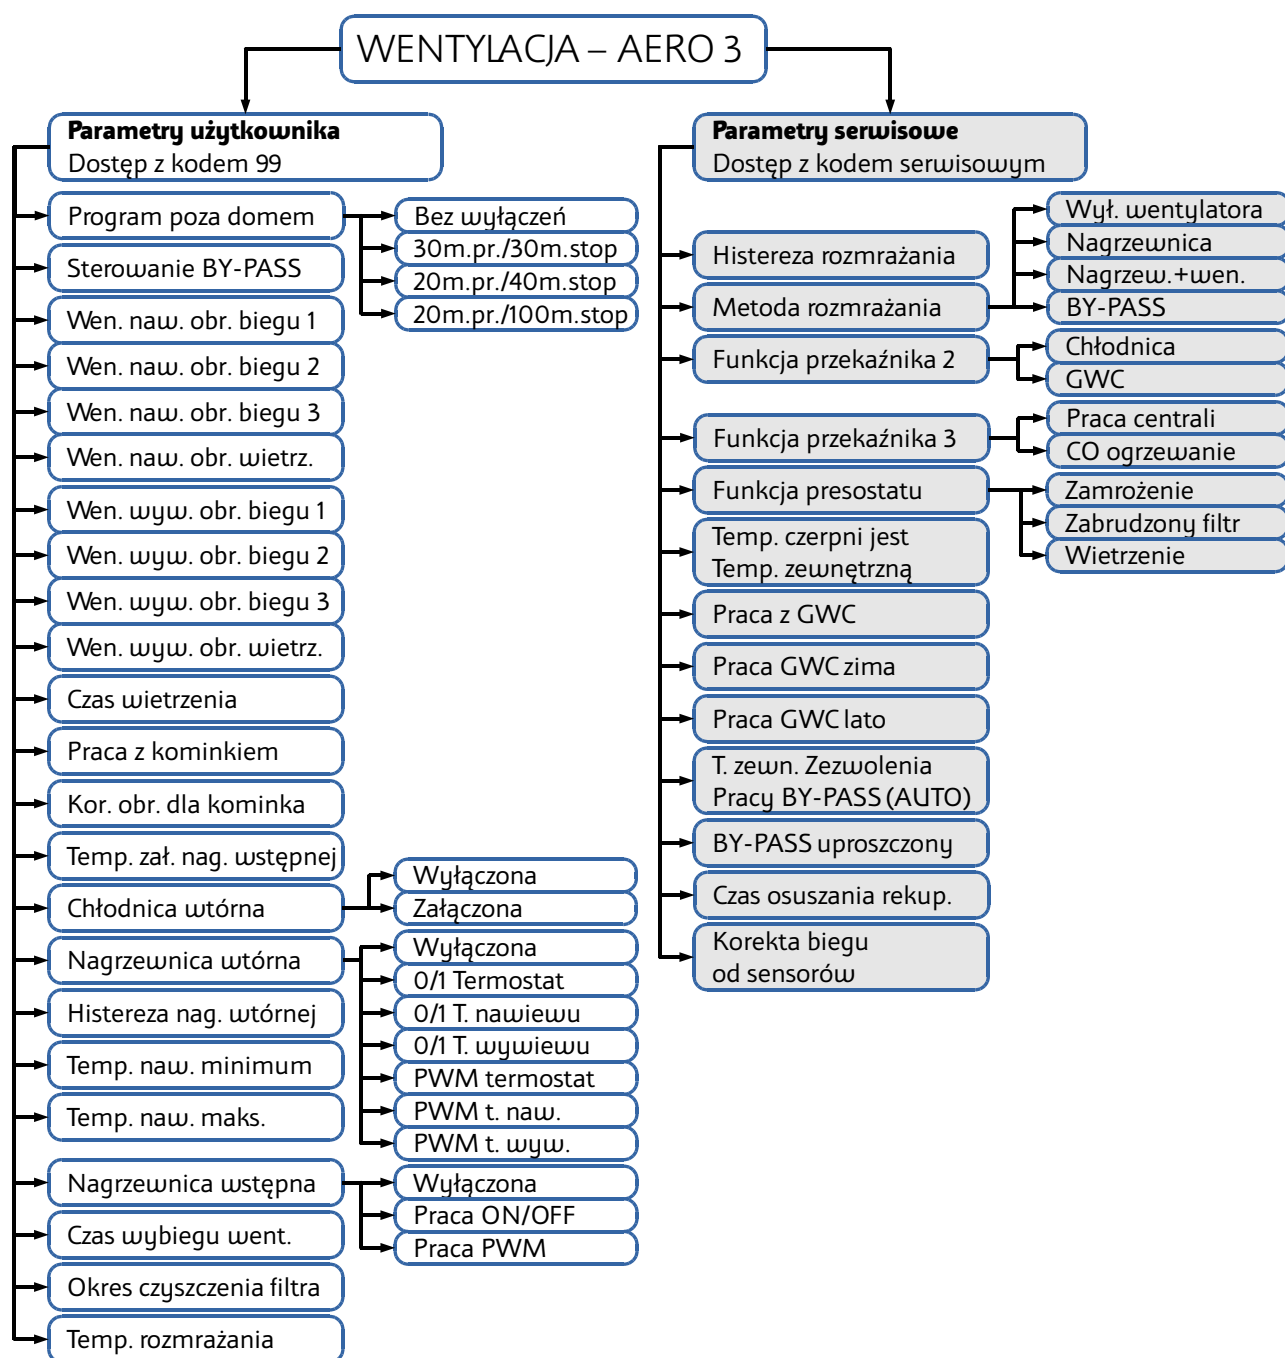 WENTYLACJA – AERO 3
Parametry użytkownika
Dostęp z kodem 99
Program poza domem
Bez wyłączeń
30m.pr./30m.stop
20m.pr./40m.stop
20m.pr./100m.stop
Sterowanie BY-PASS
Wen. naw. obr. biegu 1
Wen. naw. obr. biegu 2
Wen. naw. obr. biegu 3
Wen. naw. obr. wietrz.
Wen. wyw. obr. biegu 1
Wen. wyw. obr. biegu 2
Wen. wyw. obr. biegu 3
Wen. wyw. obr. wietrz.
Czas wietrzenia
Praca z kominkiem
Kor. obr. dla kominka
Temp. zał. nag. wstępnej
Chłodnica wtórna
Wyłączona
Załączona
Nagrzewnica wtórna
Wyłączona
0/1 Termostat
0/1 T. nawiewu
0/1 T. wywiewu
PWM termostat
PWM t. naw.
PWM t. wyw.
Histereza nag. wtórnej
Temp. naw. minimum
Temp. naw. maks.
Nagrzewnica wstępna
Wyłączona
Praca ON/OFF
Praca PWM
Czas wybiegu went.
Okres czyszczenia filtra
Temp. rozmrażania
Parametry serwisowe
Dostęp z kodem serwisowym
Histereza rozmrażania
Metoda rozmrażania
Wył. wentylatora
Nagrzewnica
Nagrzew.+wen.
BY-PASS
Funkcja przekaźnika 2
Chłodnica
GWC
Funkcja przekaźnika 3
Praca centrali
CO ogrzewanie
Funkcja presostatu
Zamrożenie
Zabrudzony filtr
Wietrzenie
Temp. czerpni jest
Temp. zewnętrzną
Praca z GWC
Praca GWC zima
Praca GWC lato
T. zewn. Zezwolenia
Pracy BY-PASS (AUTO)
BY-PASS uproszczony
Czas osuszania rekup.
Korekta biegu
od sensorów